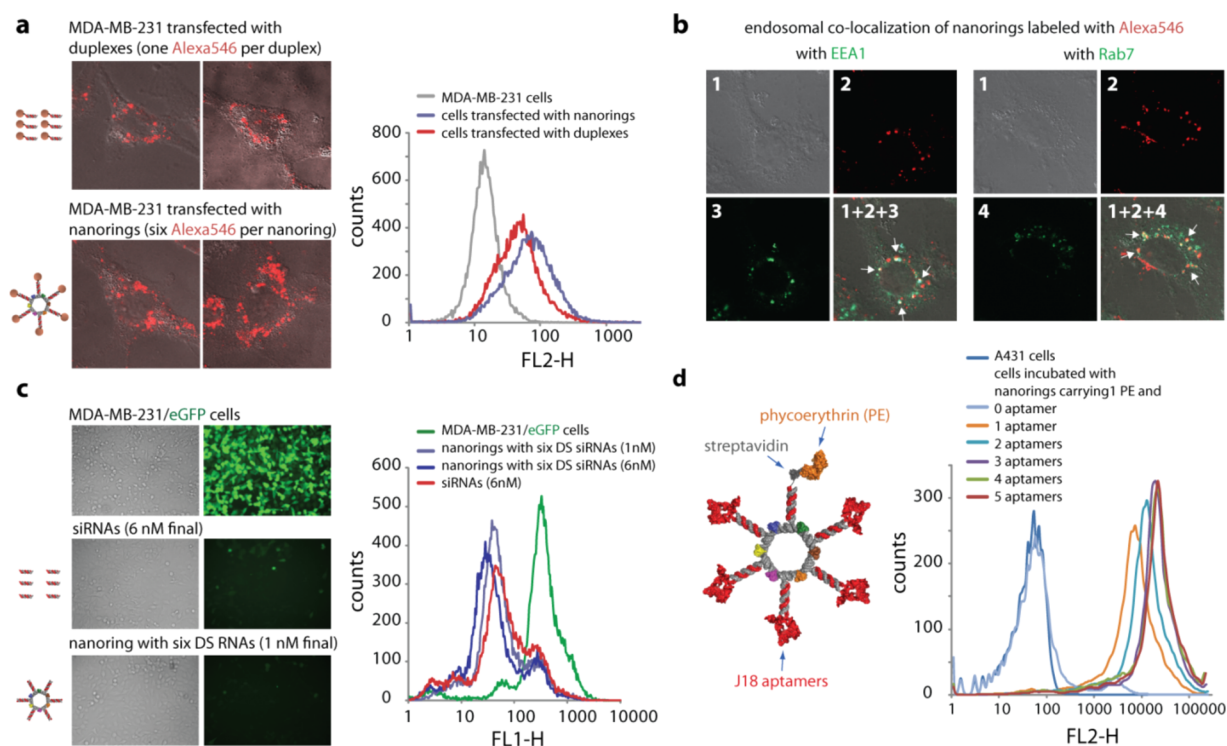 a
MDA-MB-231 transfected with
duplexes (one Alexa546 per duplex)
MDA-MB-231 transfected with
nanorings (six Alexa546 per nanoring)
MDA-MB-231 cells
cells transfected with nanorings
cells transfected with duplexes
800
600
400
200
0
counts
1
10
100
1000
FL2-H
b
endosomal co-localization of nanorings labeled with Alexa546
with EEA1
with Rab7
1
2
1
2
3
1+2+3
4
1+2+4
c
MDA-MB-231/eGFP cells
siRNAs (6 nM final)
nanoring with six DS RNAs (1 nM final)
MDA-MB-231/eGFP cells
nanorings with six DS siRNAs (1nM)
nanorings with six DS siRNAs (6nM)
siRNAs (6nM)
600
500
400
300
200
100
0
counts
1
10
100
1000
10000
FL1-H
d
phycoerythrin (PE)
streptavidin
J18 aptamers
A431 cells
cells incubated with
nanorings carrying1 PE and
0 aptamer
1 aptamer
2 aptamers
3 aptamers
4 aptamers
5 aptamers
300
200
100
0
counts
1
10
100
1000
10000
100000
FL2-H